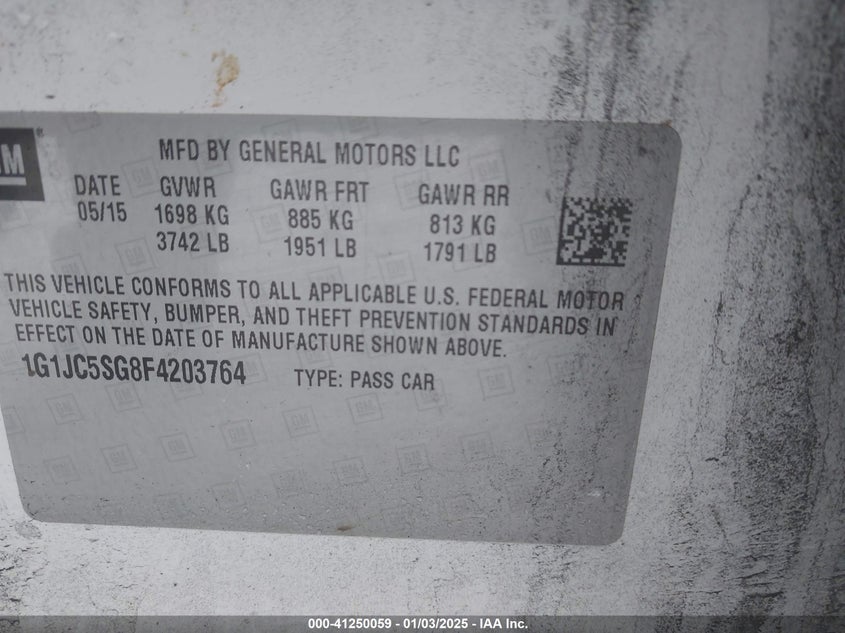 GM
MFD BY GENERAL MOTORS LLC
DATE GVWR GAWR FRT GAWR RR
05/15 1698 KG 885 KG 813 KG
3742 LB 1951 LB 1791 LB
THIS VEHICLE CONFORMS TO ALL APPLICABLE U.S. FEDERAL MOTOR
VEHICLE SAFETY, BUMPER, AND THEFT PREVENTION STANDARDS IN
EFFECT ON THE DATE OF MANUFACTURE SHOWN ABOVE.
1G1JC5SG8F4203764 TYPE: PASS CAR
000-41250059 - 01/03/2025 - IAA Inc.